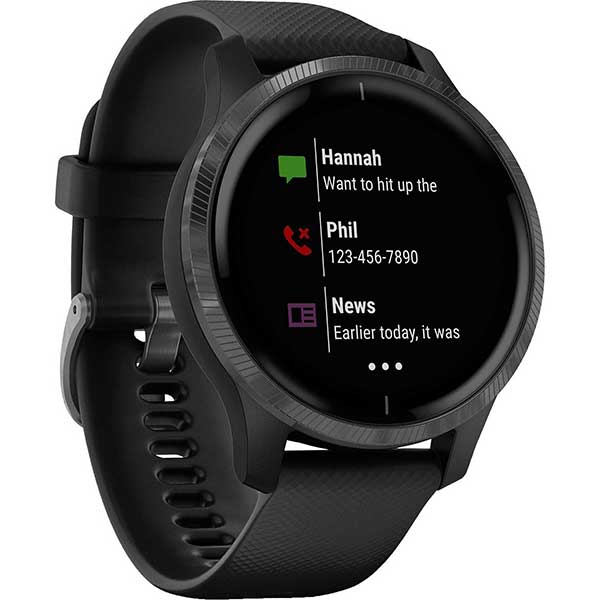 Hannah
Want to hit up the
Phil
123-456-7890
News
Earlier today, it was